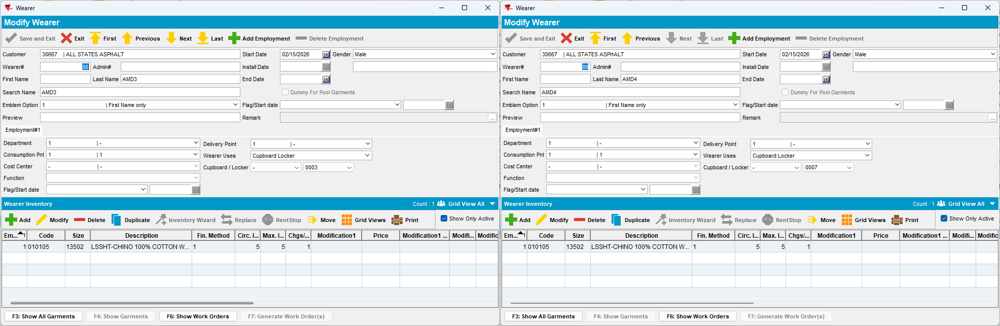 Wearer
Modify Wearer
Save and Exit Exit First Previous Next Last Add Employment Delete Employment
Customer 30667 | ALL STATES ASPHALT Start Date 02/15/2026 16 Gender Male
Wearer# 88 Admin# Install Date 16
First Name Last Name AMD3 End Date 16
Search Name AMD3 Dummy For Pool Garments
Emblem Option 1 | First Name only Flag/Start date 16
Preview Remark ...
Employment#1
Department 1 | - Delivery Point 1 | -
Consumption Pnt 1 | 1 Wearer Uses Cupboard Locker
Cost Center - | - Cupboard / Locker - 0003
Function
Flag/Start date 16
Wearer Inventory Count : 1 Grid View All
Add Modify Delete Duplicate Inventory Wizard Replace RentStop Move Grid Views Print Show Only Active
Em... 1 Code Size Description Fin. Method Circ. I... Max. I... Chgs/... Modification1 Price Modification1 ... Modifi... Modific
1 010105 13502 LSSHT-CHINO 100% COTTON W... 1 5 5 1
F3: Show All Garments F4: Show Garments F6: Show Work Orders F7: Generate Work Order(s)
Wearer
Modify Wearer
Save and Exit Exit First Previous Next Last Add Employment Delete Employment
Customer 30667 | ALL STATES ASPHALT Start Date 02/15/2026 16 Gender Male
Wearer# 89 Admin# Install Date 16
First Name Last Name AMD4 End Date 16
Search Name AMD4 Dummy For Pool Garments
Emblem Option 1 | First Name only Flag/Start date 16
Preview Remark ...
Employment#1
Department 1 | - Delivery Point 1 | -
Consumption Pnt 1 | 1 Wearer Uses Cupboard Locker
Cost Center - | - Cupboard / Locker - 0007
Function
Flag/Start date 16
Wearer Inventory Count : 1 Grid View All
Add Modify Delete Duplicate Inventory Wizard Replace RentStop Move Grid Views Print Show Only Active
Em... 1 Code Size Description Fin. Method Circ. I... Max. I... Chgs/... Modification1 Price Modification1 ... Modifi... Modific
1 010105 13502 LSSHT-CHINO 100% COTTON W... 1 5 5 1
F3: Show All Garments F4: Show Garments F6: Show Work Orders F7: Generate Work Order(s)